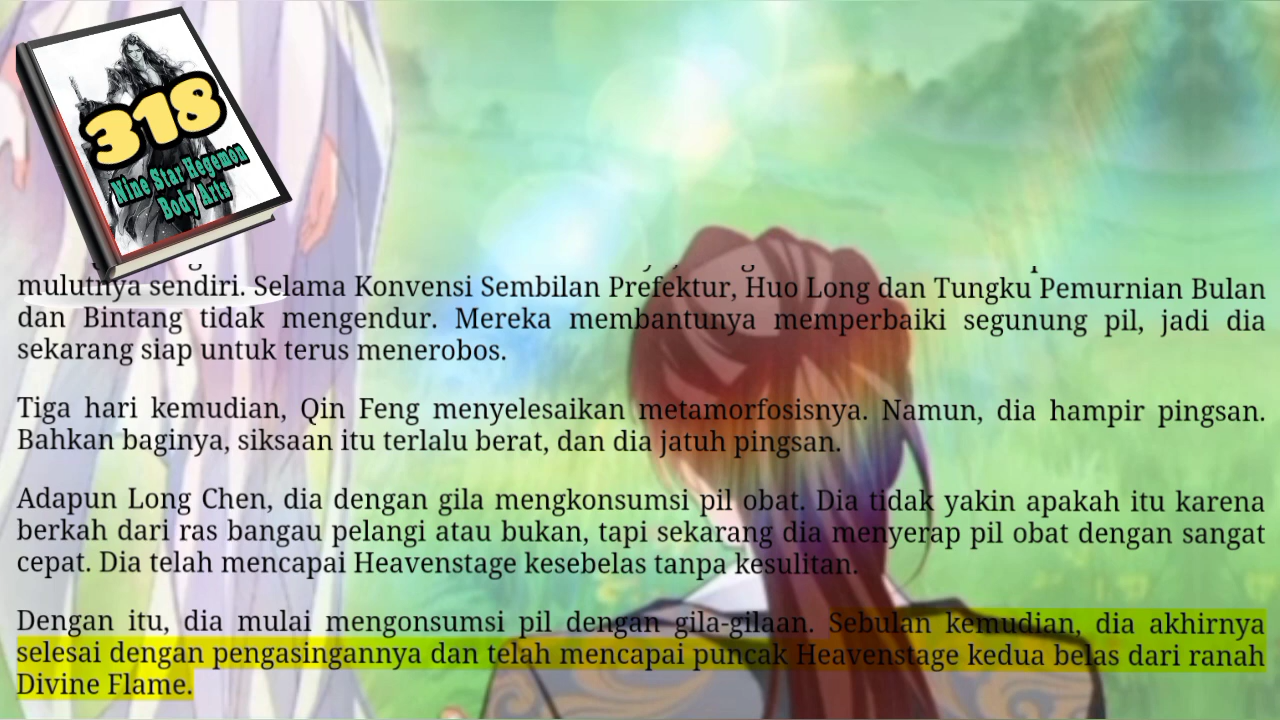 318
Nine Star Hegemon
Body Arts
mulutnya sendiri. Selama Konvensi Sembilan Prefektur, Huo Long dan Tungku Pemurnian Bulan
dan Bintang tidak mengendur. Mereka membantunya memperbaiki segunung pil, jadi dia
sekarang siap untuk terus menerobos.
Tiga hari kemudian, Qin Feng menyelesaikan metamorfosisnya. Namun, dia hampir pingsan.
Bahkan baginya, siksaan itu terlalu berat, dan dia jatuh pingsan.
Adapun Long Chen, dia dengan gila mengkonsumsi pil obat. Dia tidak yakin apakah itu karena
berkah dari ras bangau pelangi atau bukan, tapi sekarang dia menyerap pil obat dengan sangat
cepat. Dia telah mencapai Heavenstage kesebelas tanpa kesulitan.
Dengan itu, dia mulai mengonsumsi pil dengan gila-gilaan. Sebulan kemudian, dia akhirnya
selesai dengan pengasingannya dan telah mencapai puncak Heavenstage kedua belas dari ranah
Divine Flame.